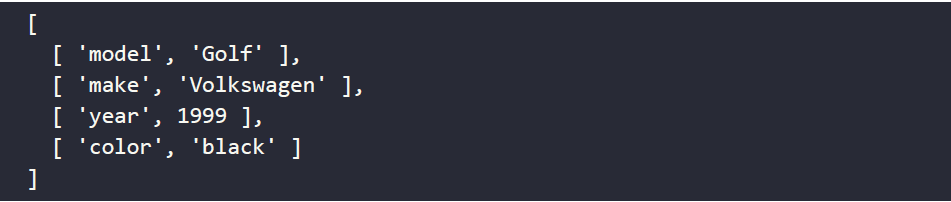 [
  [ 'model', 'Golf' ],
  [ 'make', 'Volkswagen' ],
  [ 'year', 1999 ],
  [ 'color', 'black' ]
]